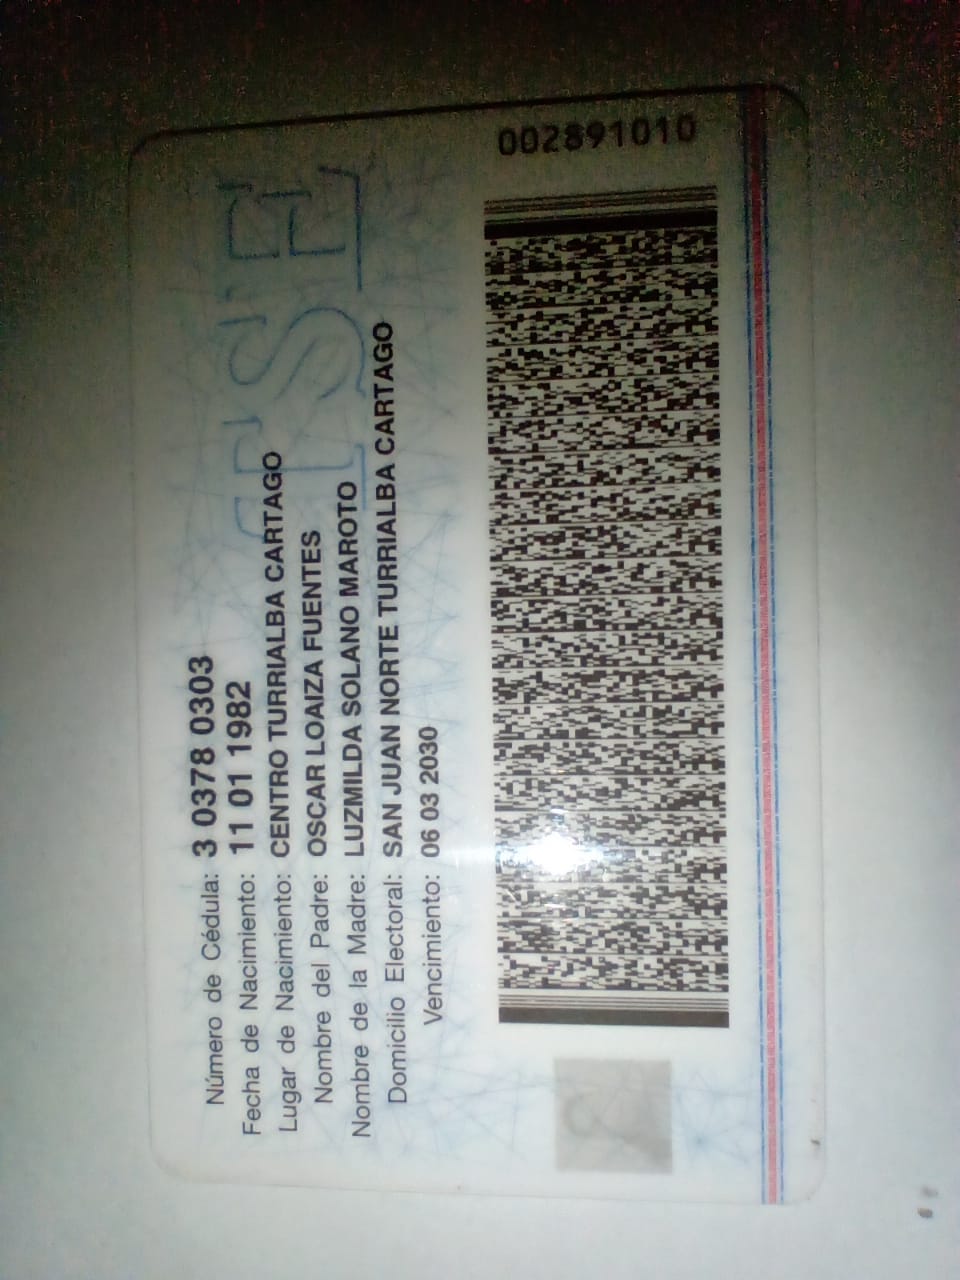 Número de Cédula: 3 0378 0303
Fecha de Nacimiento: 11 01 1982
Lugar de Nacimiento: CENTRO TURRIALBA CARTAGO
Nombre del Padre: OSCAR LOAIZA FUENTES
Nombre de la Madre: LUZMILDA SOLANO MAROTO
Domicilio Electoral: SAN JUAN NORTE TURRIALBA CARTAGO
Vencimiento: 06 03 2030
TSE
002891010